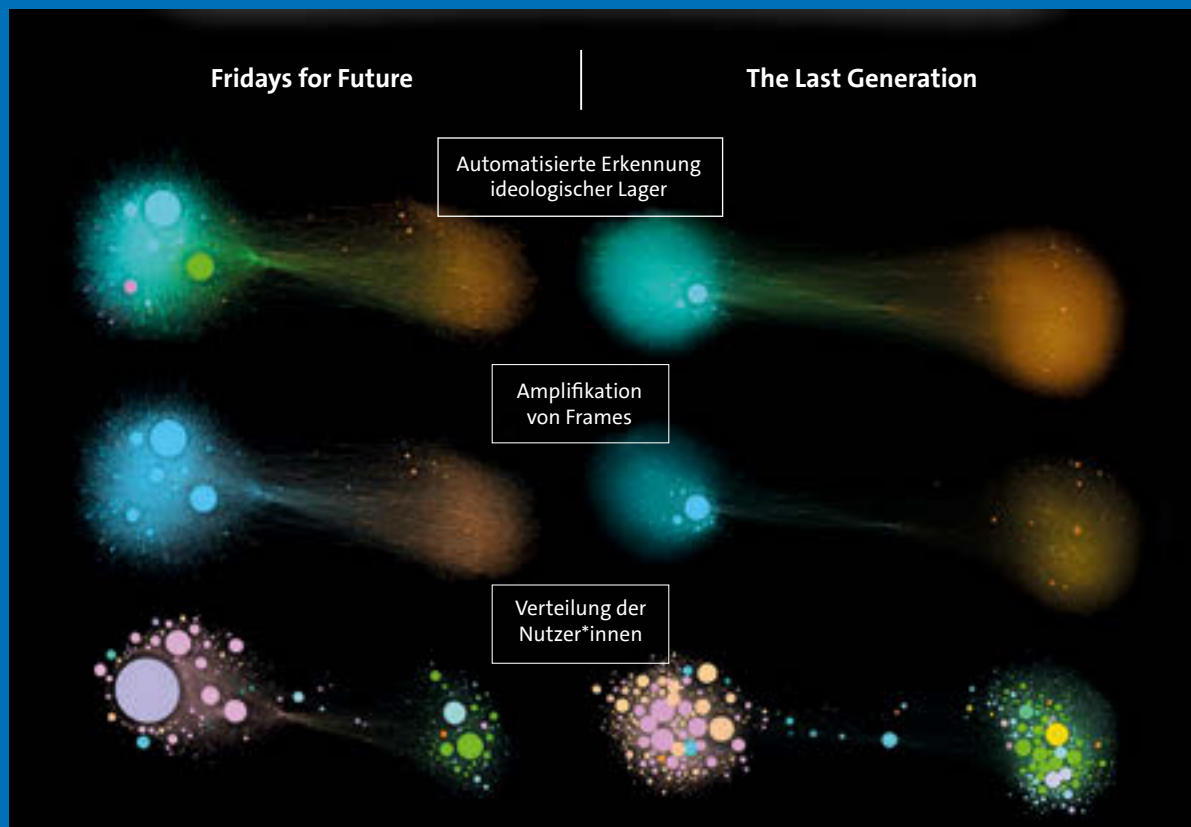 Fridays for Future
The Last Generation
Automatisierte Erkennung
ideologischer Lager
Amplifikation
von Frames
Verteilung der
Nutzer*innen